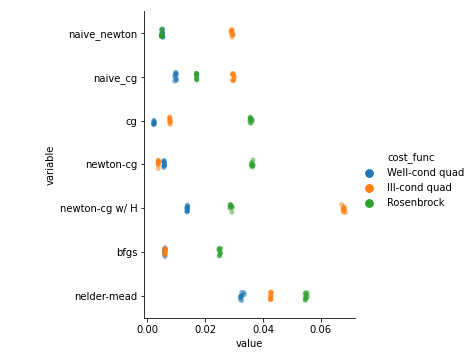 naive_newton
naive_cg
cg
newton-cg
newton-cg w/ H
bfgs
nelder-mead
variable
0.00 0.02 0.04 0.06
value
cost_func
Well-cond quad
Ill-cond quad
Rosenbrock